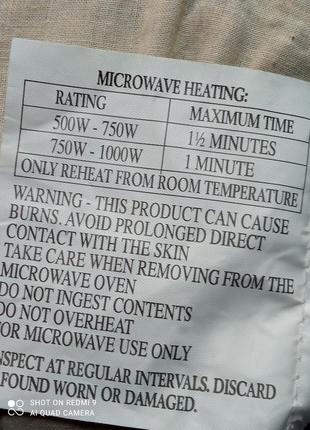 MICROWAVE HEATING:
RATING MAXIMUM TIME
500W - 750W 1½ MINUTES
750W - 1000W 1 MINUTE
ONLY REHEAT FROM ROOM TEMPERATURE
WARNING - THIS PRODUCT CAN CAUSE
BURNS. AVOID PROLONGED DIRECT
CONTACT WITH THE SKIN
TAKE CARE WHEN REMOVING FROM THE
MICROWAVE OVEN
DO NOT INGEST CONTENTS
DO NOT OVERHEAT
FOR MICROWAVE USE ONLY
INSPECT AT REGULAR INTERVALS. DISCARD
FOUND WORN OR DAMAGED.
SHOT ON REDMI 9
AI QUAD CAMERA